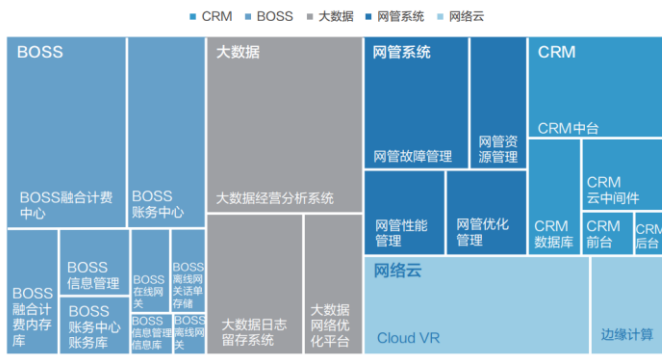 CRM BOSS 大数据 网管系统 网络云
BOSS
BOSS融合计费
中心
BOSS
账务中心
BOSS
融合计
费内存
库
BOSS
信息管理
BOSS
账务中心
账务库
BOSS
在线网
关
BOSS
离线网
关话单
存储
BOSS
信息管理
信息库
BOSS
离线网
关
大数据
大数据经营分析系统
大数据日志
留存系统
大数据
网络优
化平台
网管系统
网管故障管理
网管资
源管理
网管性能
管理
网管优化
管理
CRM
CRM中台
CRM
数据库
CRM
云中间件
CRM
前台
CRM
后台
网络云
Cloud VR
边缘计算